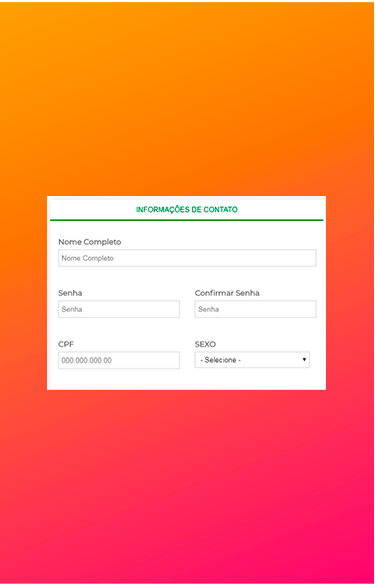 INFORMAÇÕES DE CONTATO
Nome Completo
Nome Completo
Senha
Confirmar Senha
Senha
Senha
CPF
SEXO
000.000.000.00
- Selecione -